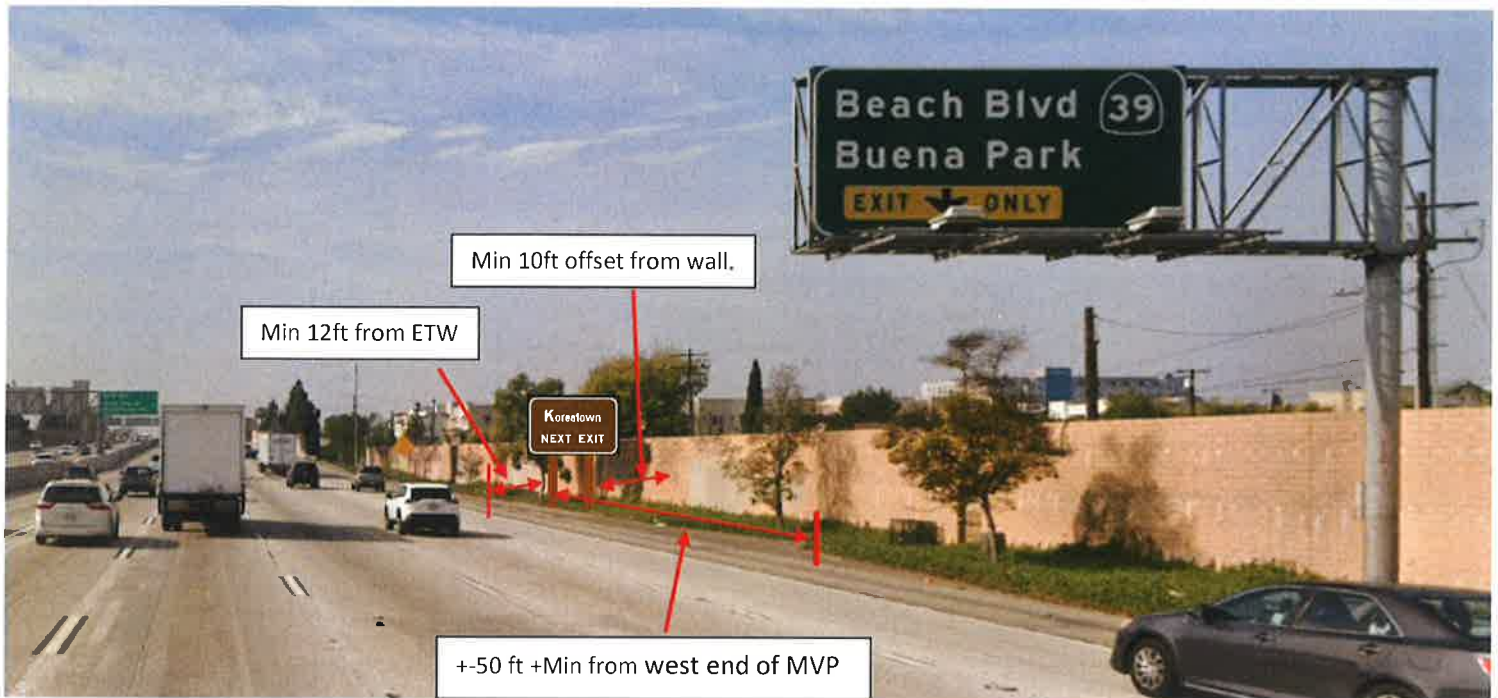 Beach Blvd 39
Buena Park
EXIT ONLY
Min 10ft offset from wall.
Min 12ft from ETW
Koreatown
NEXT EXIT
+-50 ft +Min from west end of MVP